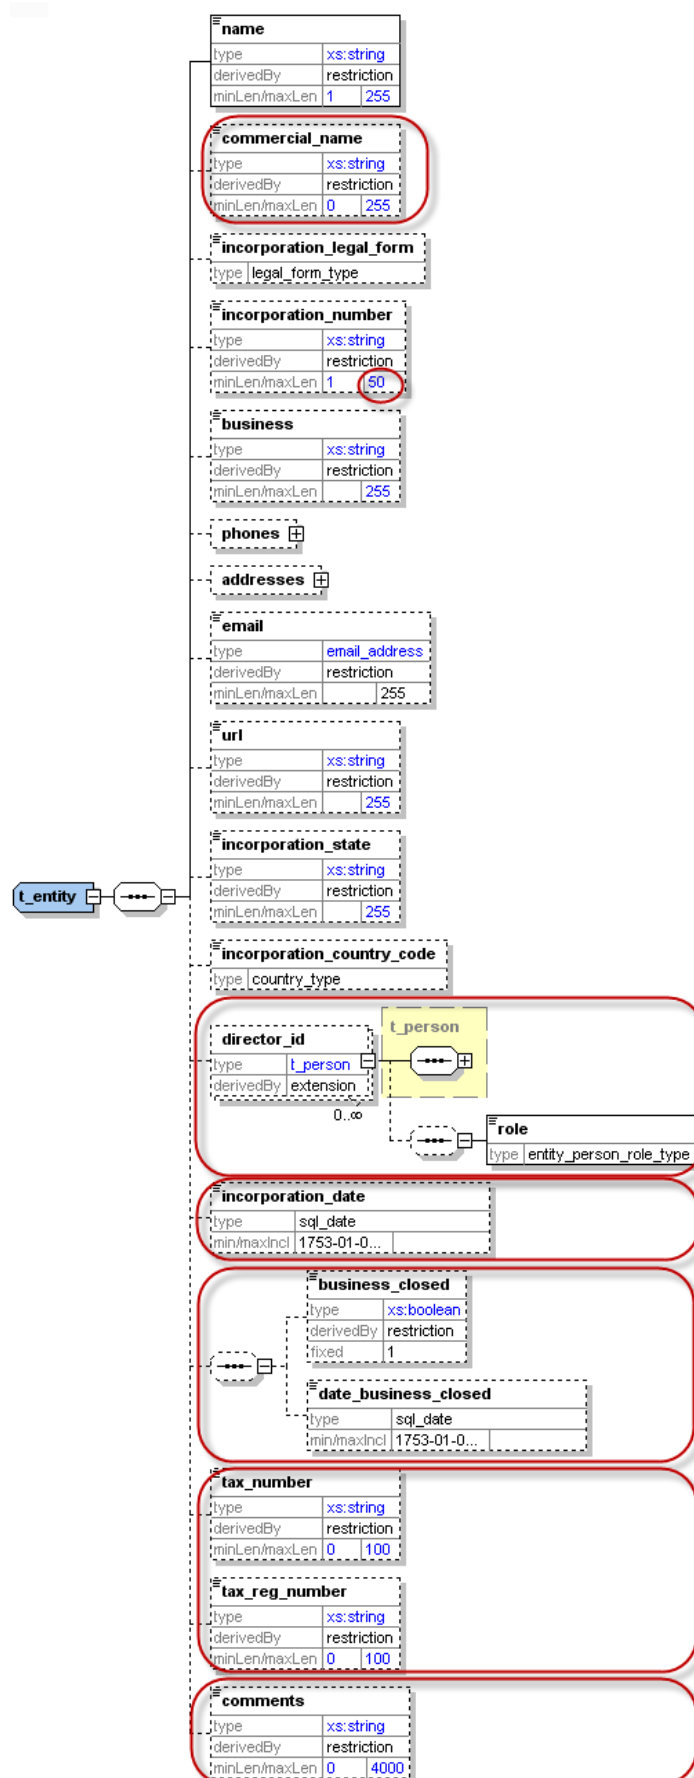 name
type xs:string
derivedBy restriction
minLen/maxLen 1 255
commercial_name
type xs:string
derivedBy restriction
minLen/maxLen 0 255
incorporation_legal_form
type legal_form_type
incorporation_number
type xs:string
derivedBy restriction
minLen/maxLen 1 50
business
type xs:string
derivedBy restriction
minLen/maxLen 255
phones
addresses
email
type email_address
derivedBy restriction
minLen/maxLen 255
url
type xs:string
derivedBy restriction
minLen/maxLen 255
incorporation_state
type xs:string
derivedBy restriction
minLen/maxLen 255
t_entity
incorporation_country_code
type country_type
t_person
director_id
type t_person
derivedBy extension
0..∞
role
type entity_person_role_type
incorporation_date
type sql_date
min/maxIncl 1753-01-0...
business_closed
type xs:boolean
derivedBy restriction
fixed 1
date_business_closed
type sql_date
min/maxIncl 1753-01-0...
tax_number
type xs:string
derivedBy restriction
minLen/maxLen 0 100
tax_reg_number
type xs:string
derivedBy restriction
minLen/maxLen 0 100
comments
type xs:string
derivedBy restriction
minLen/maxLen 0 4000